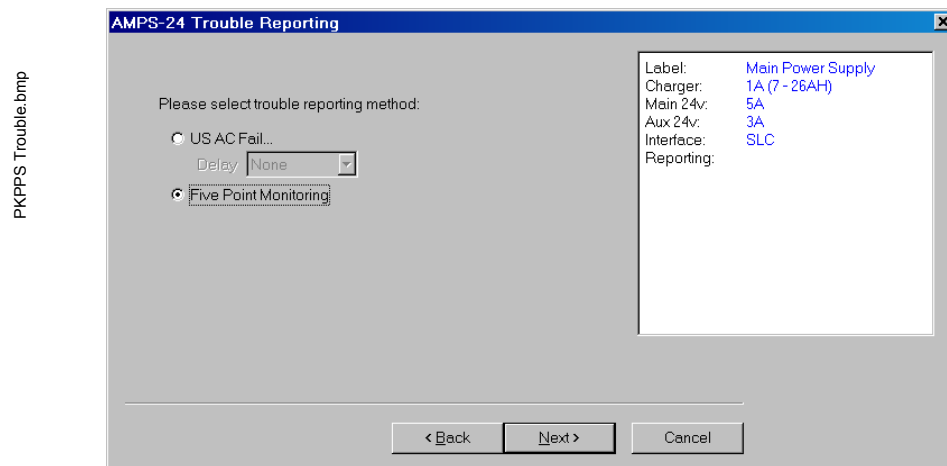 PKPPS Trouble.bmp
AMPS-24 Trouble Reporting
Please select trouble reporting method:
US AC Fail...
Delay None
Five Point Monitoring
Label: Main Power Supply
Charger: 1A (7 - 26AH)
Main 24v: 5A
Aux 24v: 3A
Interface: SLC
Reporting:
< Back Next > Cancel